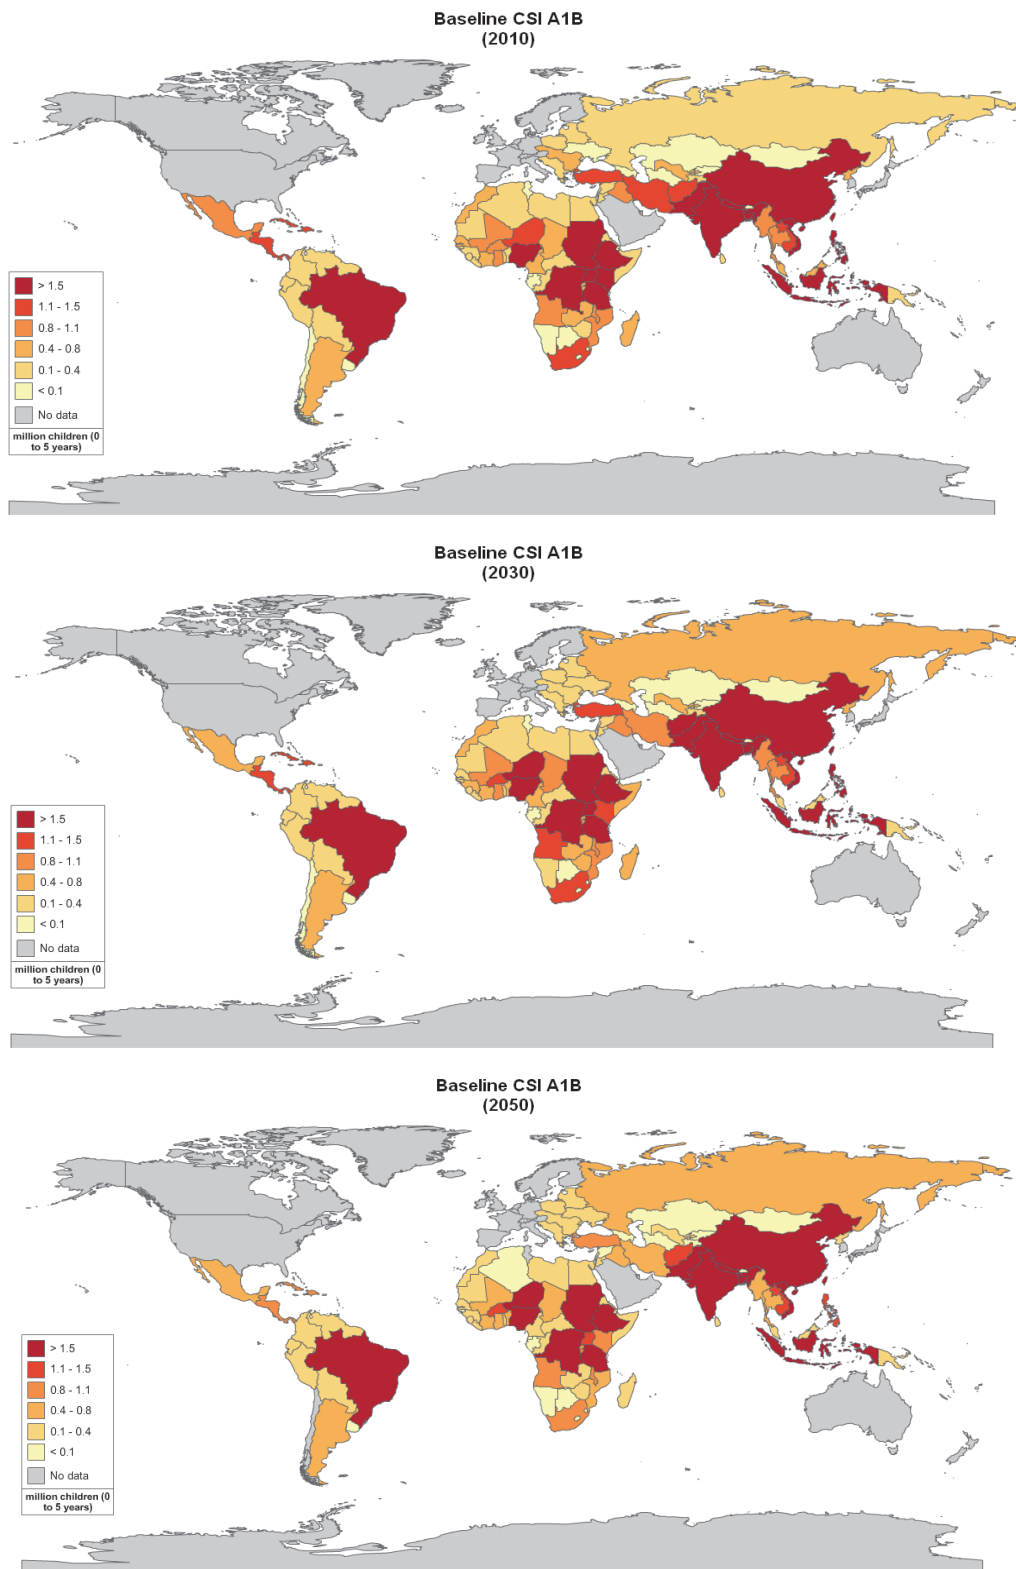 Baseline CSI A1B
(2010)
> 1.5
1.1 - 1.5
0.8 - 1.1
0.4 - 0.8
0.1 - 0.4
< 0.1
No data
million children (0
to 5 years)
Baseline CSI A1B
(2030)
> 1.5
1.1 - 1.5
0.8 - 1.1
0.4 - 0.8
0.1 - 0.4
< 0.1
No data
million children (0
to 5 years)
Baseline CSI A1B
(2050)
> 1.5
1.1 - 1.5
0.8 - 1.1
0.4 - 0.8
0.1 - 0.4
< 0.1
No data
million children (0
to 5 years)